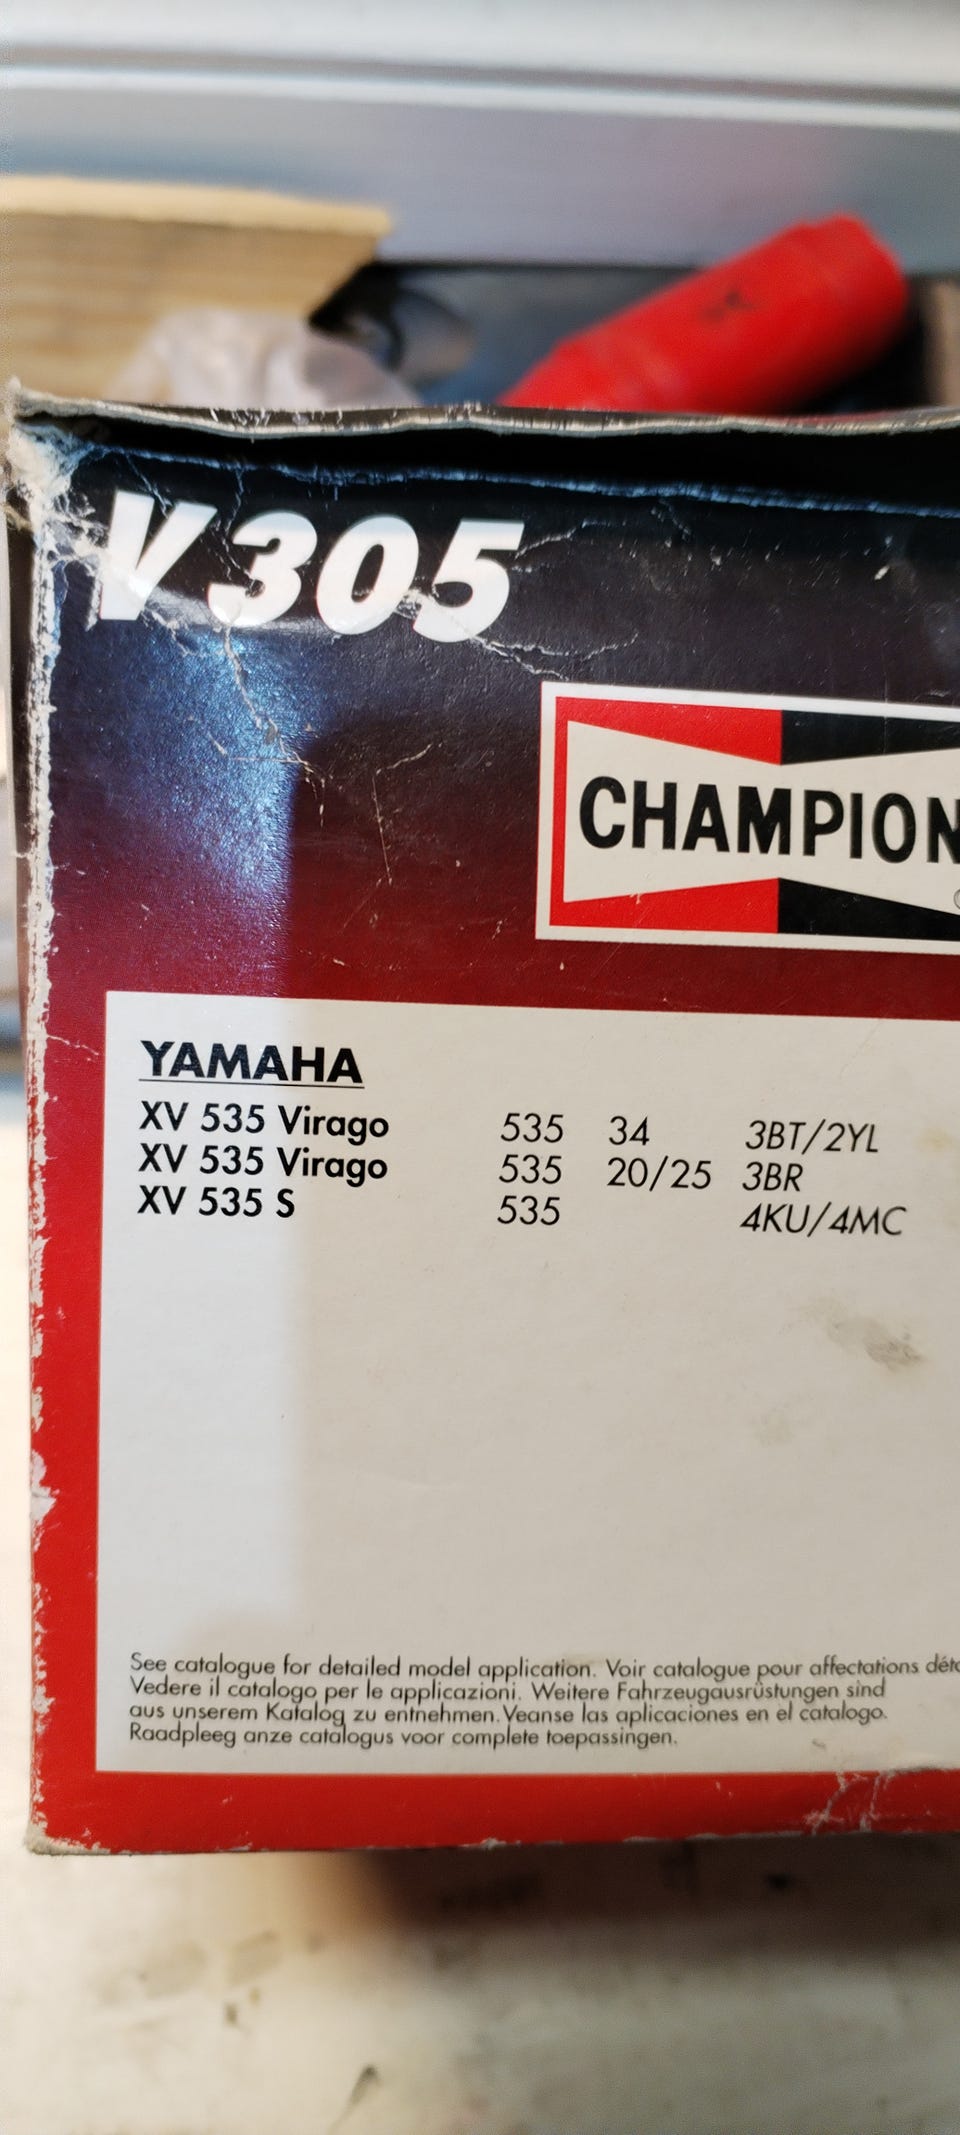 V305
CHAMPION
YAMAHA
XV 535 Virago 535 34 3BT/2YL
XV 535 Virago 535 20/25 3BR
XV 535 S 535 4KU/4MC
See catalogue for detailed model application. Voir catalogue pour affectations
Vedere il catalogo per le applicazioni. Weitere Fahrzeugausrüstungen sind
aus unserem Katalog zu entnehmen. Veanse las aplicaciones en el catalogo.
Raadpleeg anze catalogus voor complete toepassingen.